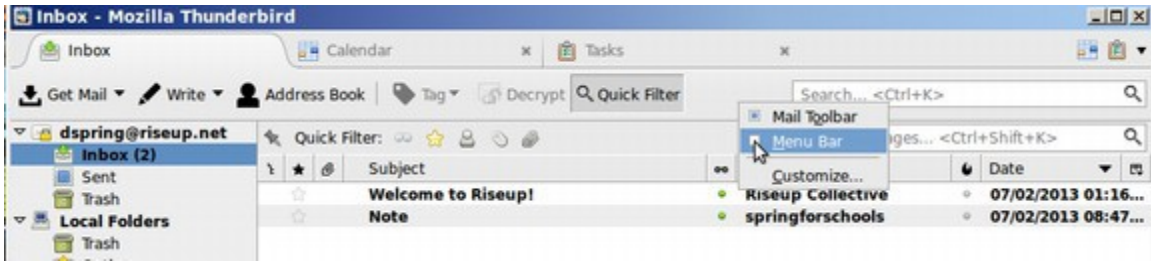 Inbox - Mozilla Thunderbird
Inbox Calendar Tasks
Get Mail Write Address Book Tag Decrypt Quick Filter Search... <Ctrl+K>
Mail Toolbar
dspring@riseup.net Quick Filter: Menu Bar ges... <Ctrl+Shift+K>
Inbox (2)
Sent Subject Customize... Date
Trash Welcome to Riseup! Riseup Collective 07/02/2013 01:16...
Local Folders Note springforschools 07/02/2013 08:47...
Trash